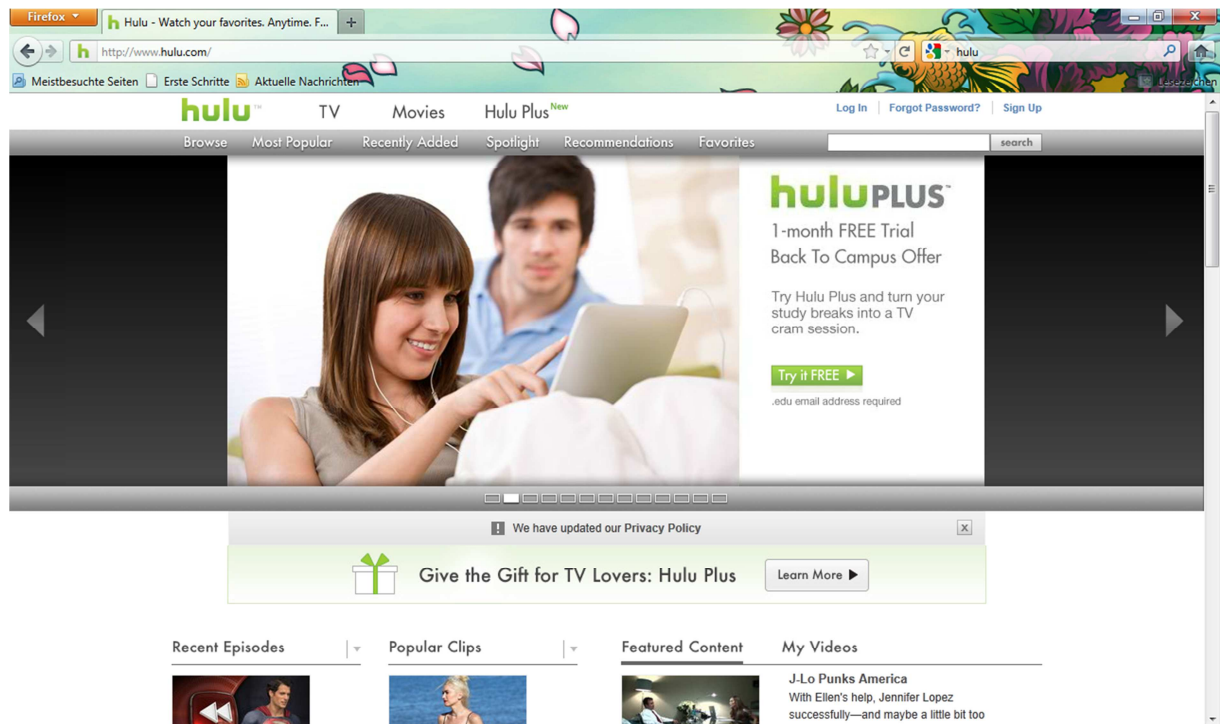 Firefox
Hulu - Watch your favorites. Anytime. F...
http://www.hulu.com/
hulu
Meistbesuchte Seiten Erste Schritte Aktuelle Nachrichten
Lesezeichen
hulu™ TV Movies Hulu Plus New
Log In Forgot Password? Sign Up
Browse Most Popular Recently Added Spotlight Recommendations Favorites search
huluPLUS™
1-month FREE Trial
Back To Campus Offer
Try Hulu Plus and turn your
study breaks into a TV
cram session.
Try it FREE
.edu email address required
We have updated our Privacy Policy
Give the Gift for TV Lovers: Hulu Plus Learn More
Recent Episodes Popular Clips Featured Content My Videos
J-Lo Punks America
With Ellen's help, Jennifer Lopez
successfully—and maybe a little bit too